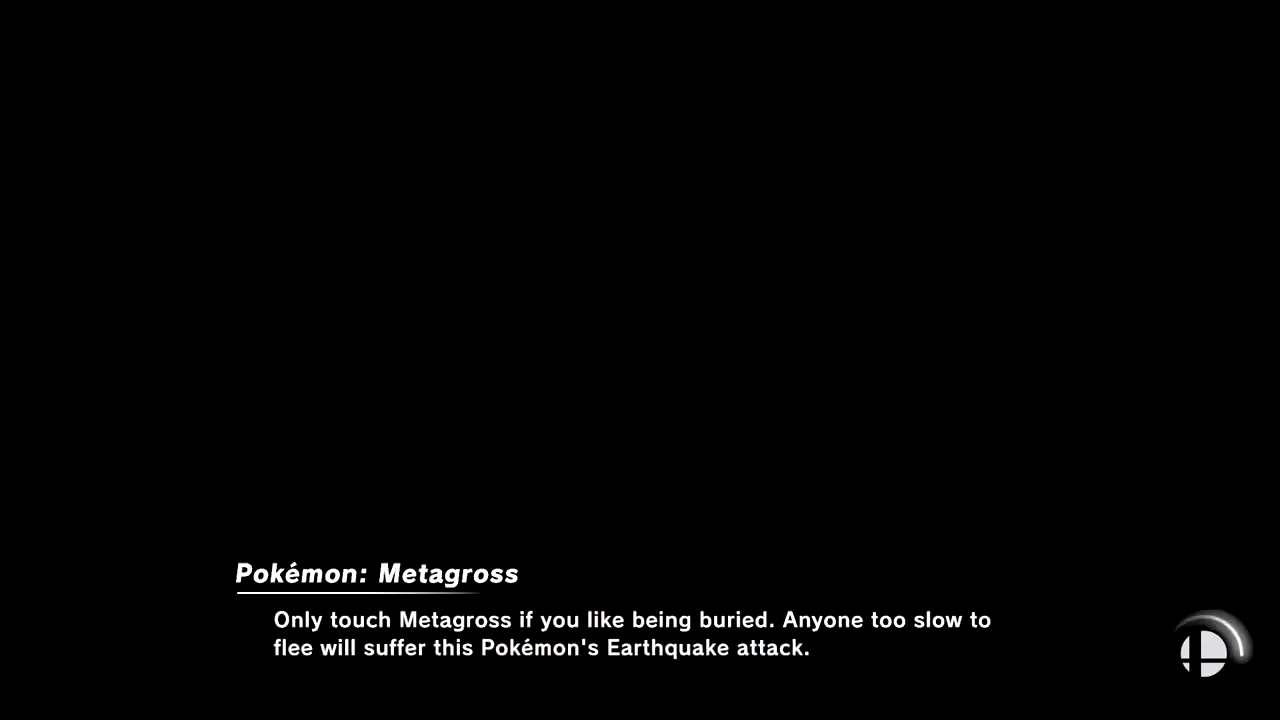 Pokémon: Metagross
Only touch Metagross if you like being buried. Anyone too slow to
flee will suffer this Pokémon's Earthquake attack.